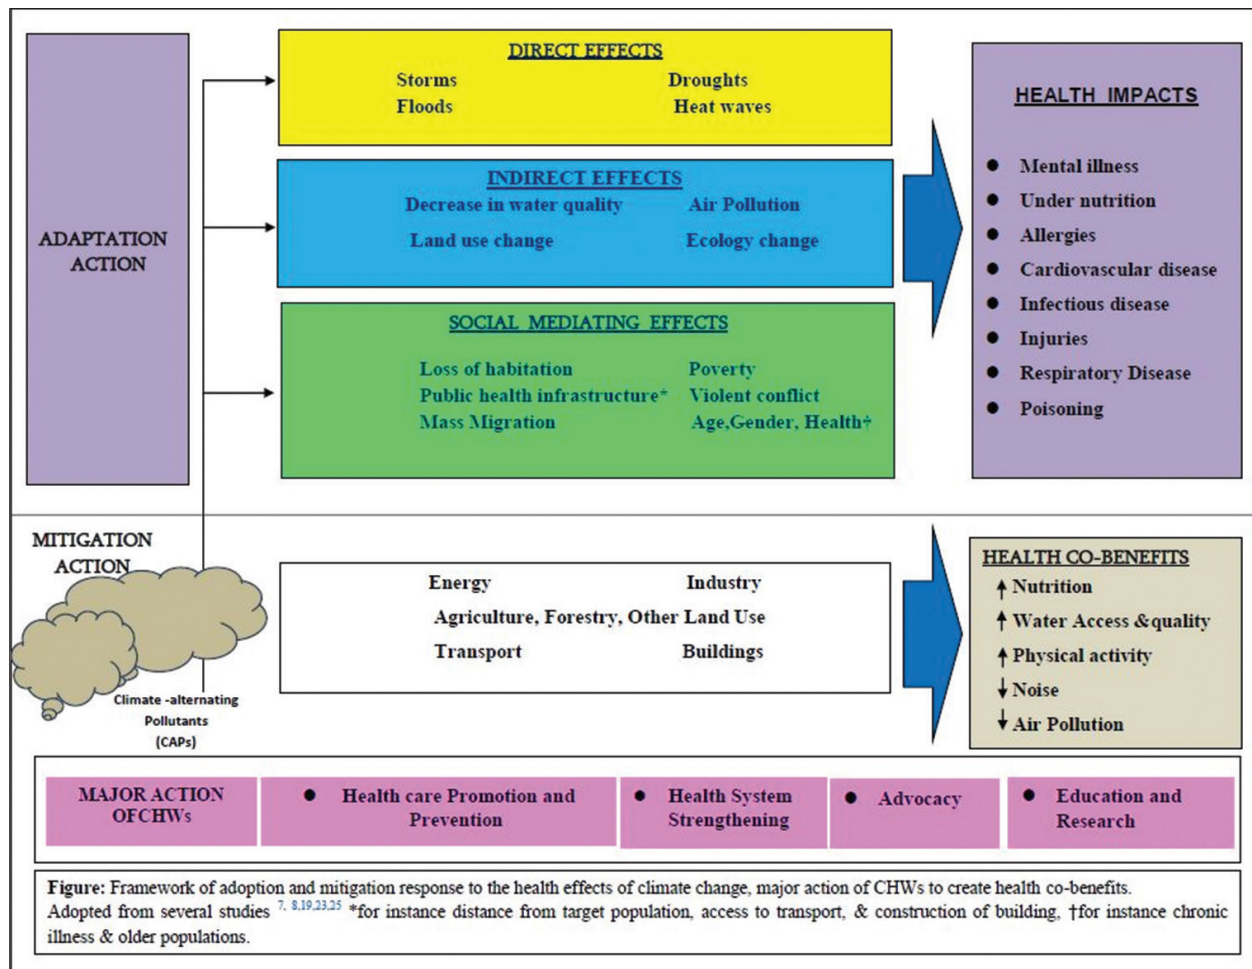 ADAPTATION
ACTION
DIRECT EFFECTS
Storms Droughts
Floods Heat waves
INDIRECT EFFECTS
Decrease in water quality Air Pollution
Land use change Ecology change
SOCIAL MEDIATING EFFECTS
Loss of habitation Poverty
Public health infrastructure* Violent conflict
Mass Migration Age,Gender, Health†
HEALTH IMPACTS
● Mental illness
● Under nutrition
● Allergies
● Cardiovascular disease
● Infectious disease
● Injuries
● Respiratory Disease
● Poisoning
MITIGATION
ACTION
Climate -alternating
Pollutants
(CAPs)
Energy Industry
Agriculture, Forestry, Other Land Use
Transport Buildings
HEALTH CO-BENEFITS
↑ Nutrition
↑ Water Access &quality
↑ Physical activity
↓ Noise
↓ Air Pollution
MAJOR ACTION
OFCHWs
● Health care Promotion and
Prevention
● Health System
Strengthening
● Advocacy
● Education and
Research
Figure: Framework of adoption and mitigation response to the health effects of climate change, major action of CHWs to create health co-benefits.
Adopted from several studies 7, 8,19,23,25 *for instance distance from target population, access to transport, & construction of building, †for instance chronic
illness & older populations.